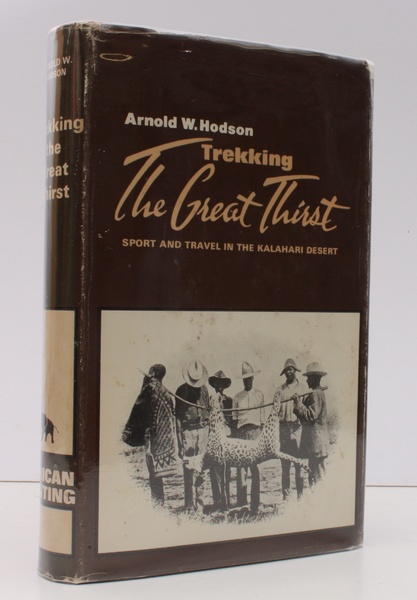 Arnold W. Hodson
Trekking
The Great Thirst
SPORT AND TRAVEL IN THE KALAHARI DESERT